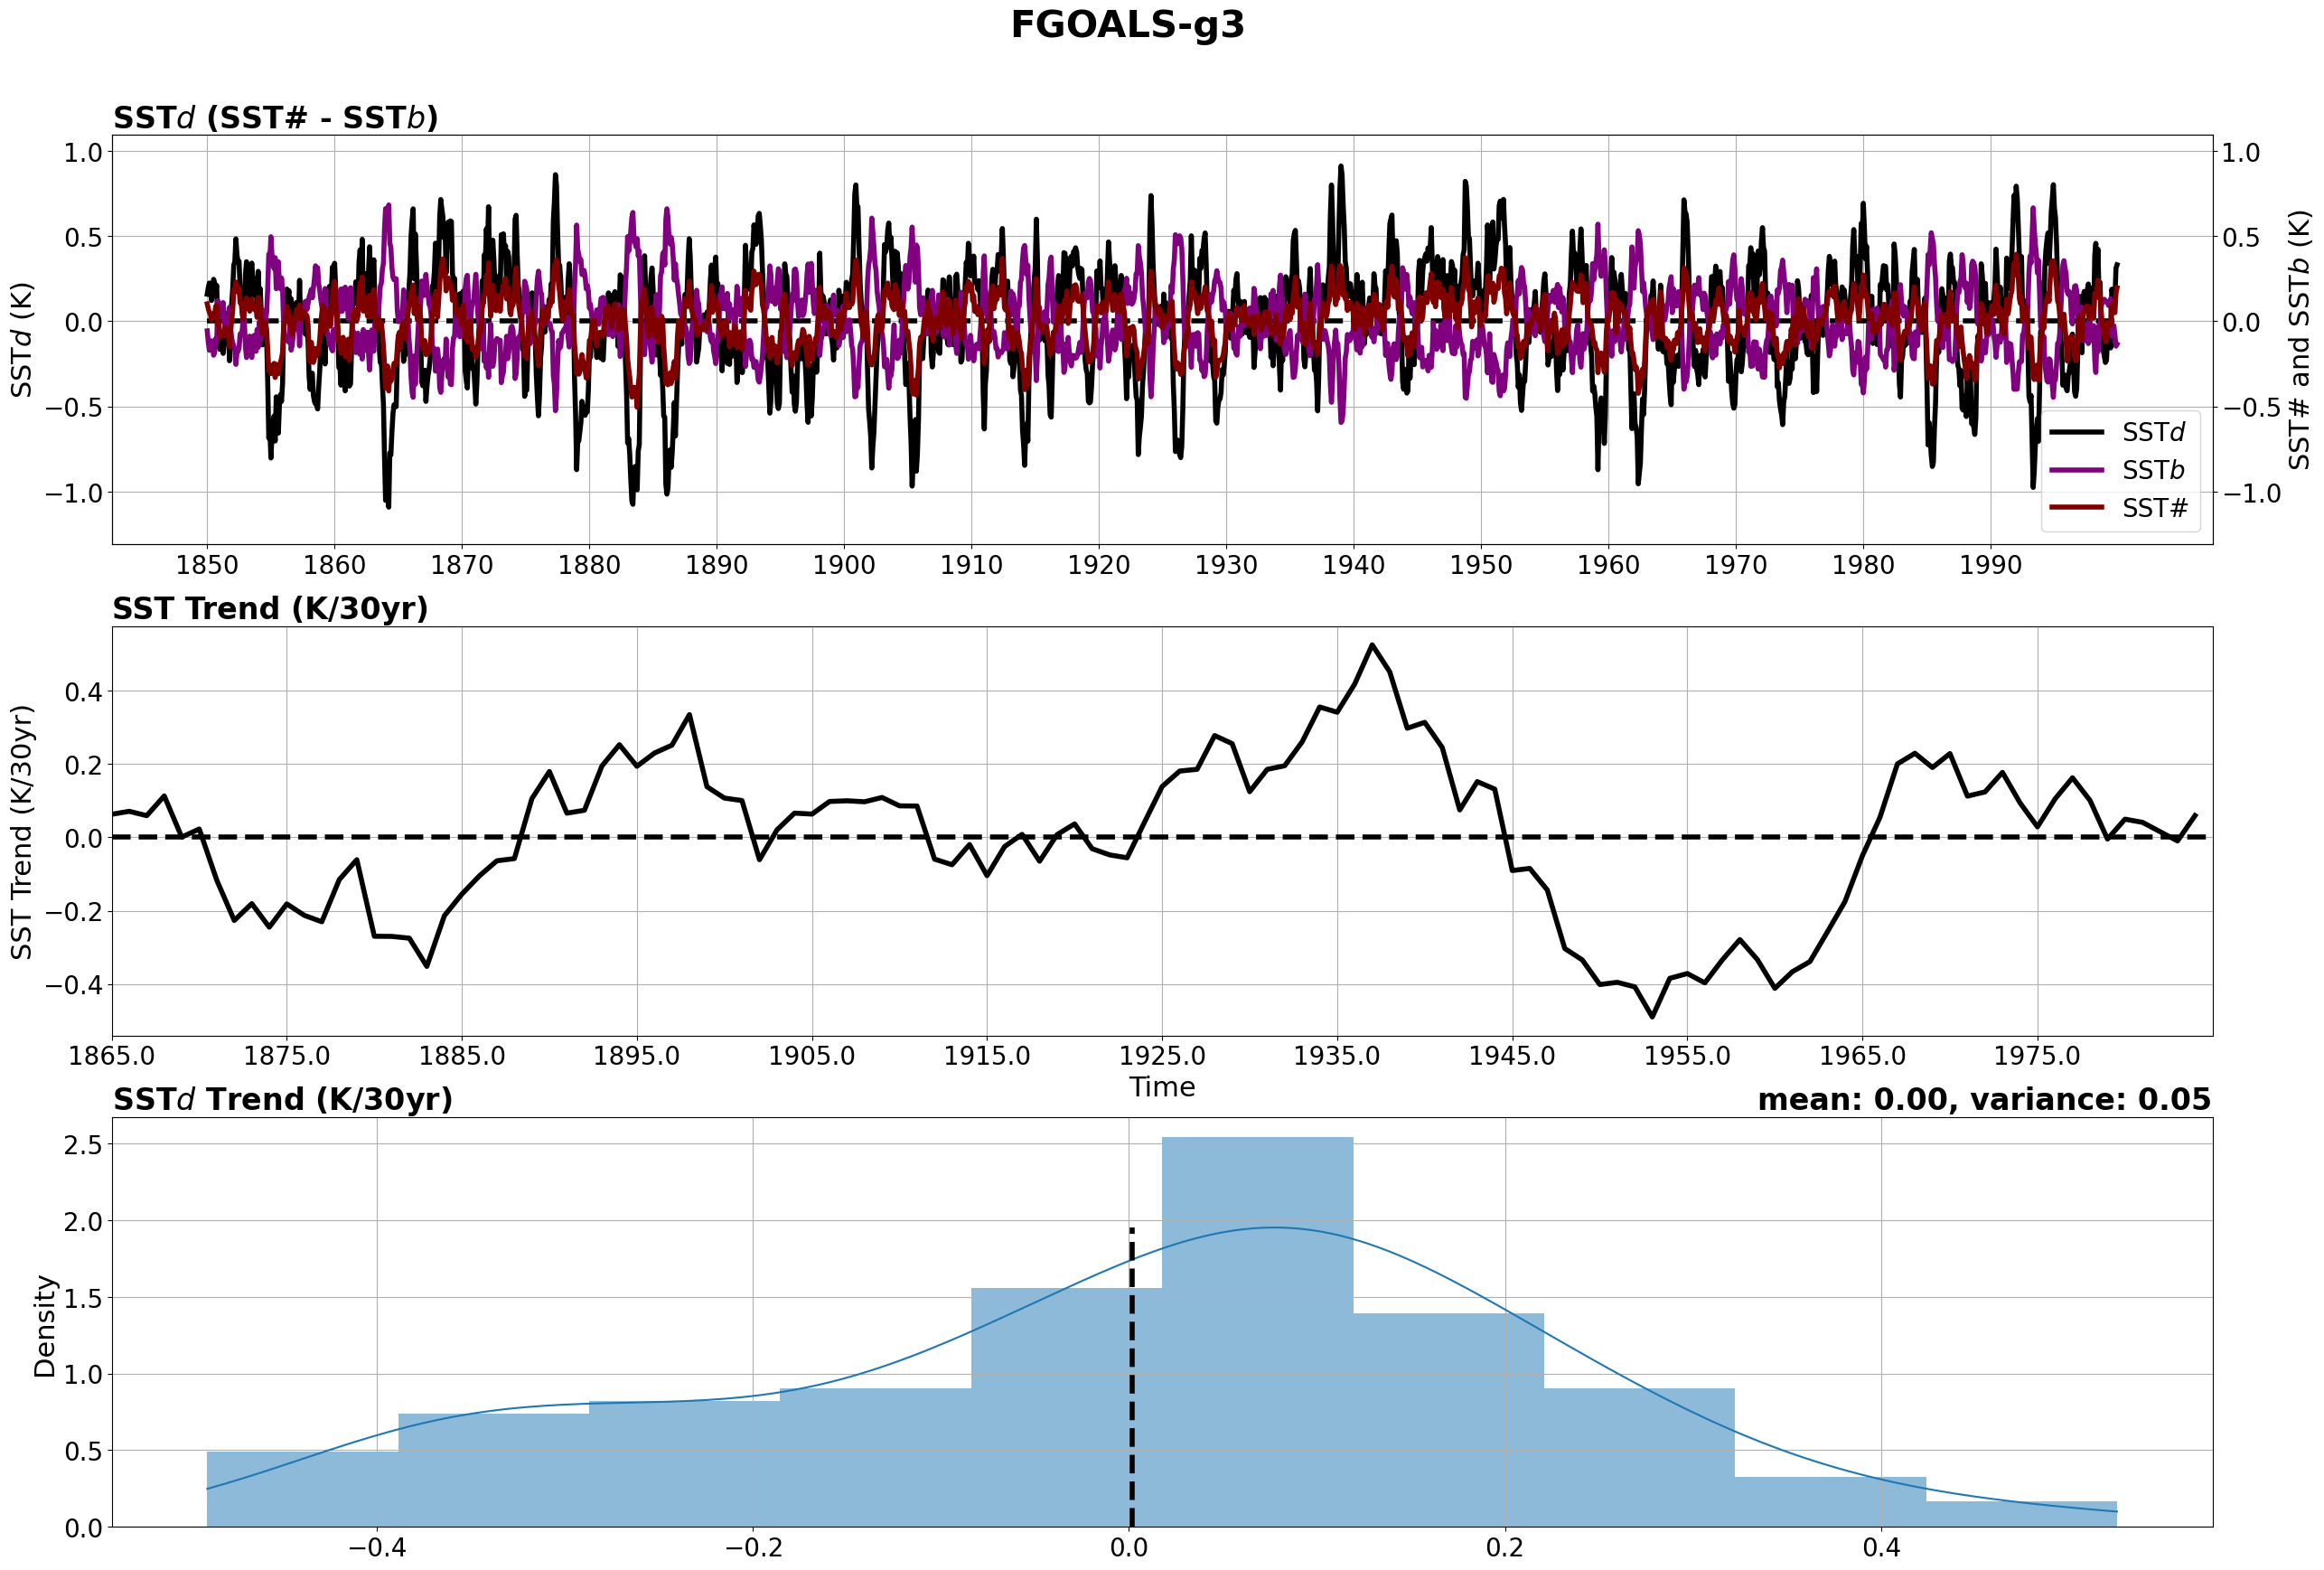 FGOALS-g3
SSTd (SST# - SSTb)
1.0
0.5
0.0
−0.5
−1.0
SSTd (K)
1.0
0.5
0.0
−0.5
−1.0
SST# and SSTb (K)
SSTd
SSTb
SST#
1850 1860 1870 1880 1890 1900 1910 1920 1930 1940 1950 1960 1970 1980 1990
SST Trend (K/30yr)
0.4
0.2
0.0
−0.2
−0.4
SST Trend (K/30yr)
1865.0 1875.0 1885.0 1895.0 1905.0 1915.0 1925.0 1935.0 1945.0 1955.0 1965.0 1975.0
Time
SSTd Trend (K/30yr)
mean: 0.00, variance: 0.05
2.5
2.0
1.5
1.0
0.5
0.0
Density
−0.4 −0.2 0.0 0.2 0.4